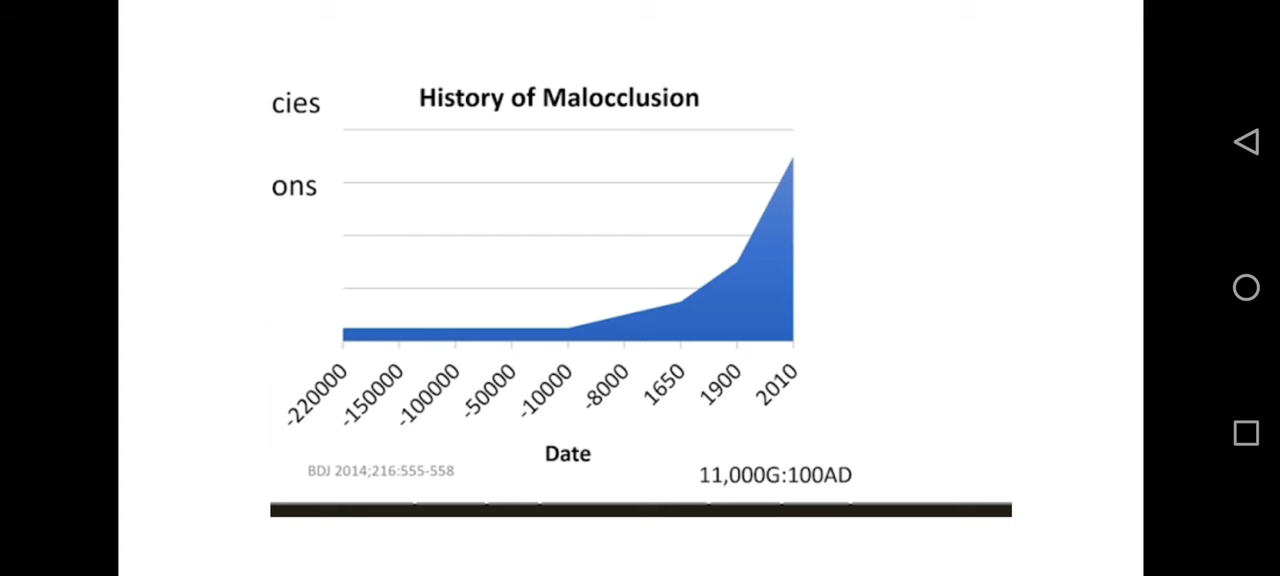 History of Malocclusion
cies
ons
-220000
-150000
-100000
-50000
-10000
-8000
1650
1900
2010
Date
BDJ 2014;216:555-558
11,000G:100AD